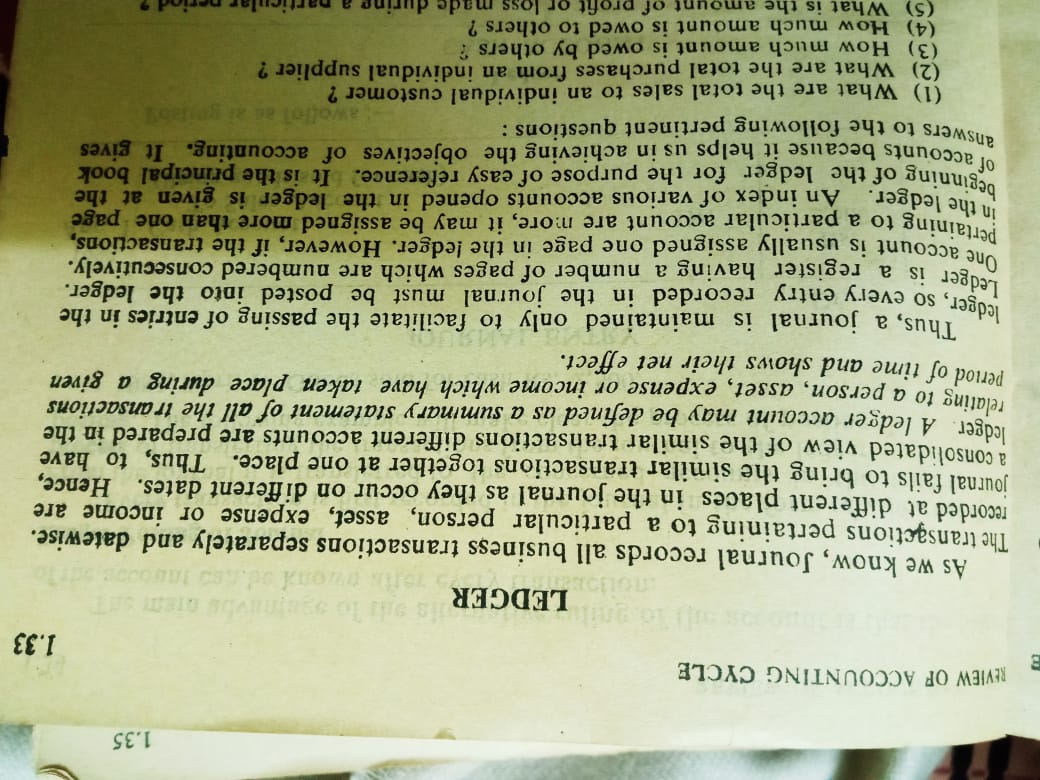 1.35
REVIEW OF ACCOUNTING CYCLE 1.33
LEDGER
As we know, Journal records all business transactions separately and datewise.
The transactions pertaining to a particular person, asset, expense or income are
recorded at different places in the journal as they occur on different dates. Hence,
journal fails to bring the similar transactions together at one place. Thus, to have
a consolidated view of the similar transactions different accounts are prepared in the
ledger. A ledger account may be defined as a summary statement of all the transactions
relating to a person, asset, expense or income which have taken place during a given
period of time and shows their net effect.
Thus, a journal is maintained only to facilitate the passing of entries in the
ledger, so every entry recorded in the journal must be posted into the ledger.
Ledger is a register having a number of pages which are numbered consecutively.
One account is usually assigned one page in the ledger. However, if the transactions,
pertaining to a particular account are more, it may be assigned more than one page
in the ledger. An index of various accounts opened in the ledger is given at the
beginning of the ledger for the purpose of easy reference. It is the principal book
of accounts because it helps us in achieving the objectives of accounting. It gives
answers to the following pertinent questions :
(1) What are the total sales to an individual customer ?
(2) What are the total purchases from an individual supplier ?
(3) How much amount is owed by others ?
(4) How much amount is owed to others ?
(5) What is the amount of profit or loss made during a particular period ?